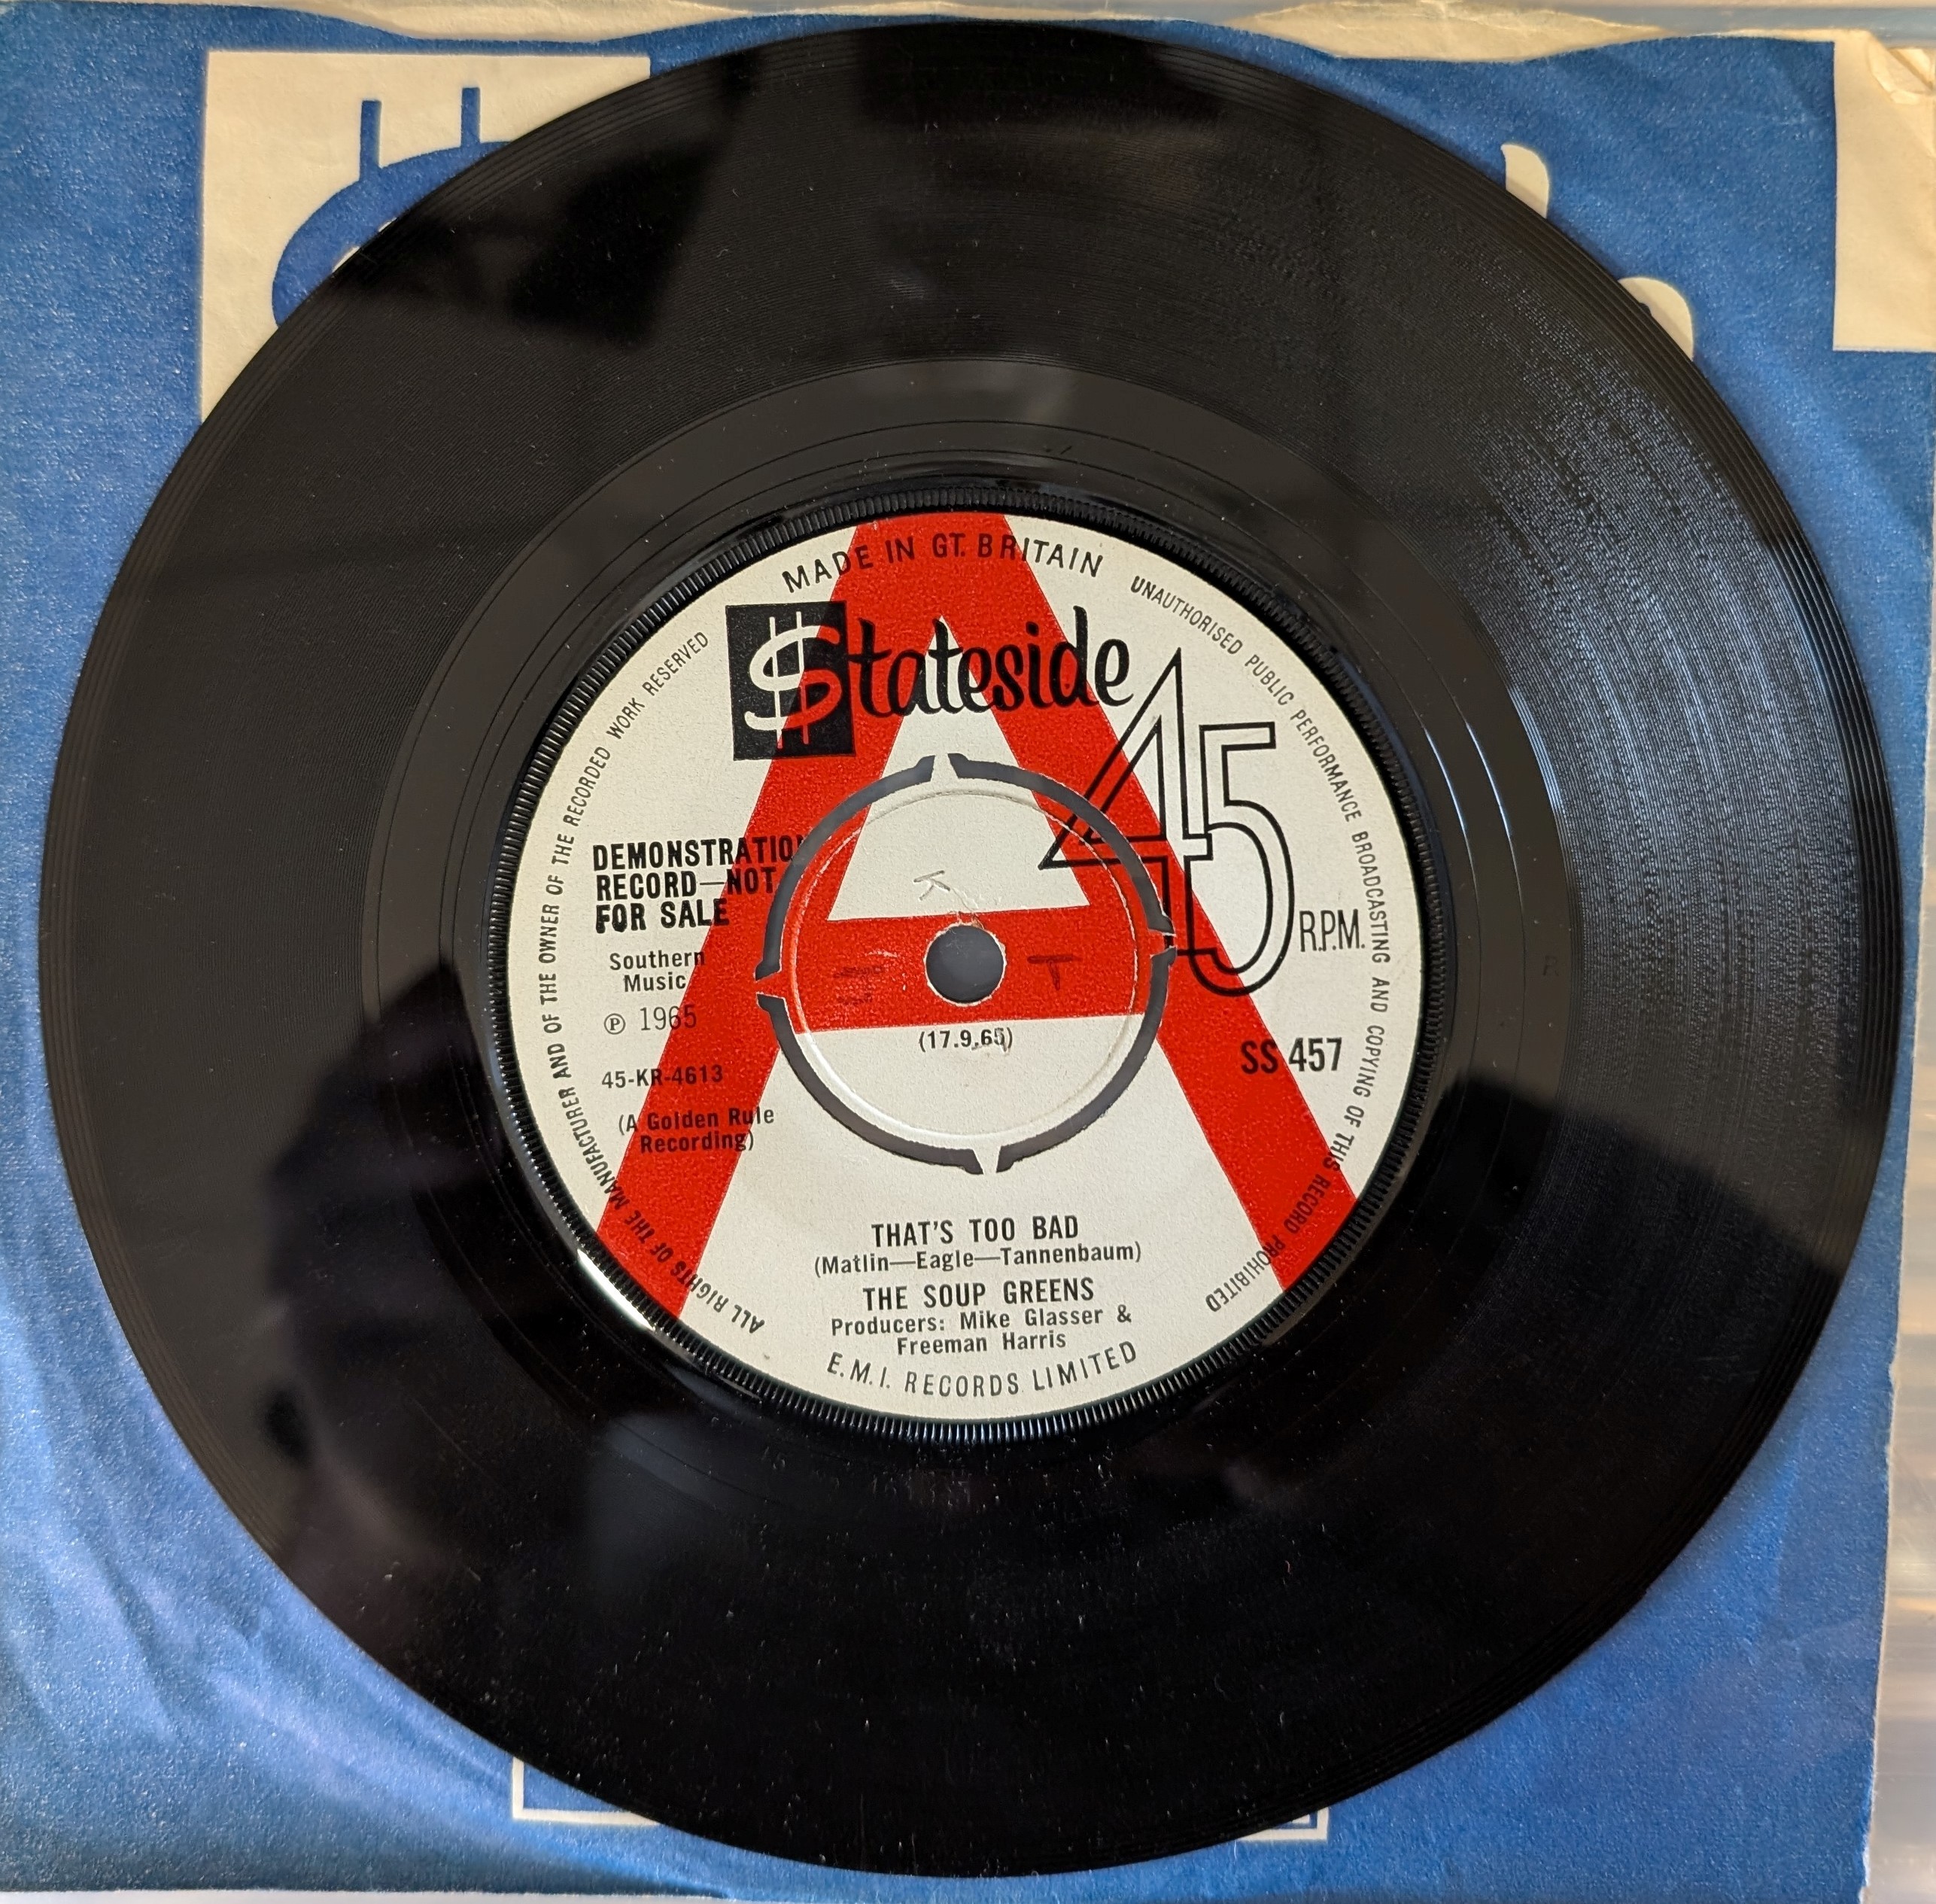 MADE IN GT. BRITAIN
UNAUTHORISED PUBLIC PERFORMANCE BROADCASTING AND COPYING OF THIS RECORD PROHIBITED
ALL RIGHTS OF THE MANUFACTURER AND OF THE OWNER OF THE RECORDED WORK RESERVED
$tateside
45
R.P.M.
DEMONSTRATION
RECORD—NOT
FOR SALE
Southern
Music
℗ 1965
(17.9.65)
SS 457
45-KR-4613
(A Golden Rule
Recording)
THAT'S TOO BAD
(Matlin—Eagle—Tannenbaum)
THE SOUP GREENS
Producers: Mike Glasser &
Freeman Harris
E.M.I. RECORDS LIMITED
A
K
T